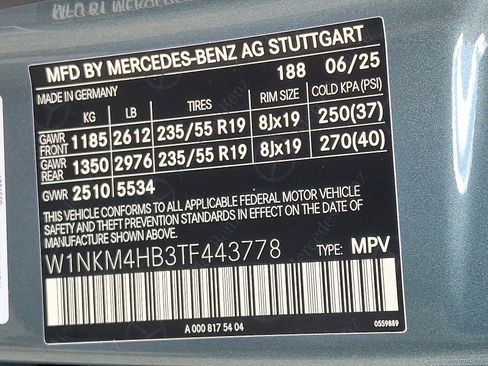 MFD BY MERCEDES-BENZ AG STUTTGART
188 06/25
MADE IN GERMANY
KG LB TIRES RIM SIZE COLD KPA (PSI)
GAWR FRONT 1185 2612 235/55 R19 8Jx19 250(37)
GAWR REAR 1350 2976 235/55 R19 8Jx19 270(40)
GVWR 2510 5534
THIS VEHICLE CONFORMS TO ALL APPLICABLE FEDERAL MOTOR VEHICLE
SAFETY AND THEFT PREVENTION STANDARDS IN EFFECT
ON THE DATE OF MANUFACTURE SHOWN ABOVE.
W1NKM4HB3TF443778 TYPE: MPV
A 000 817 54 04
0559889